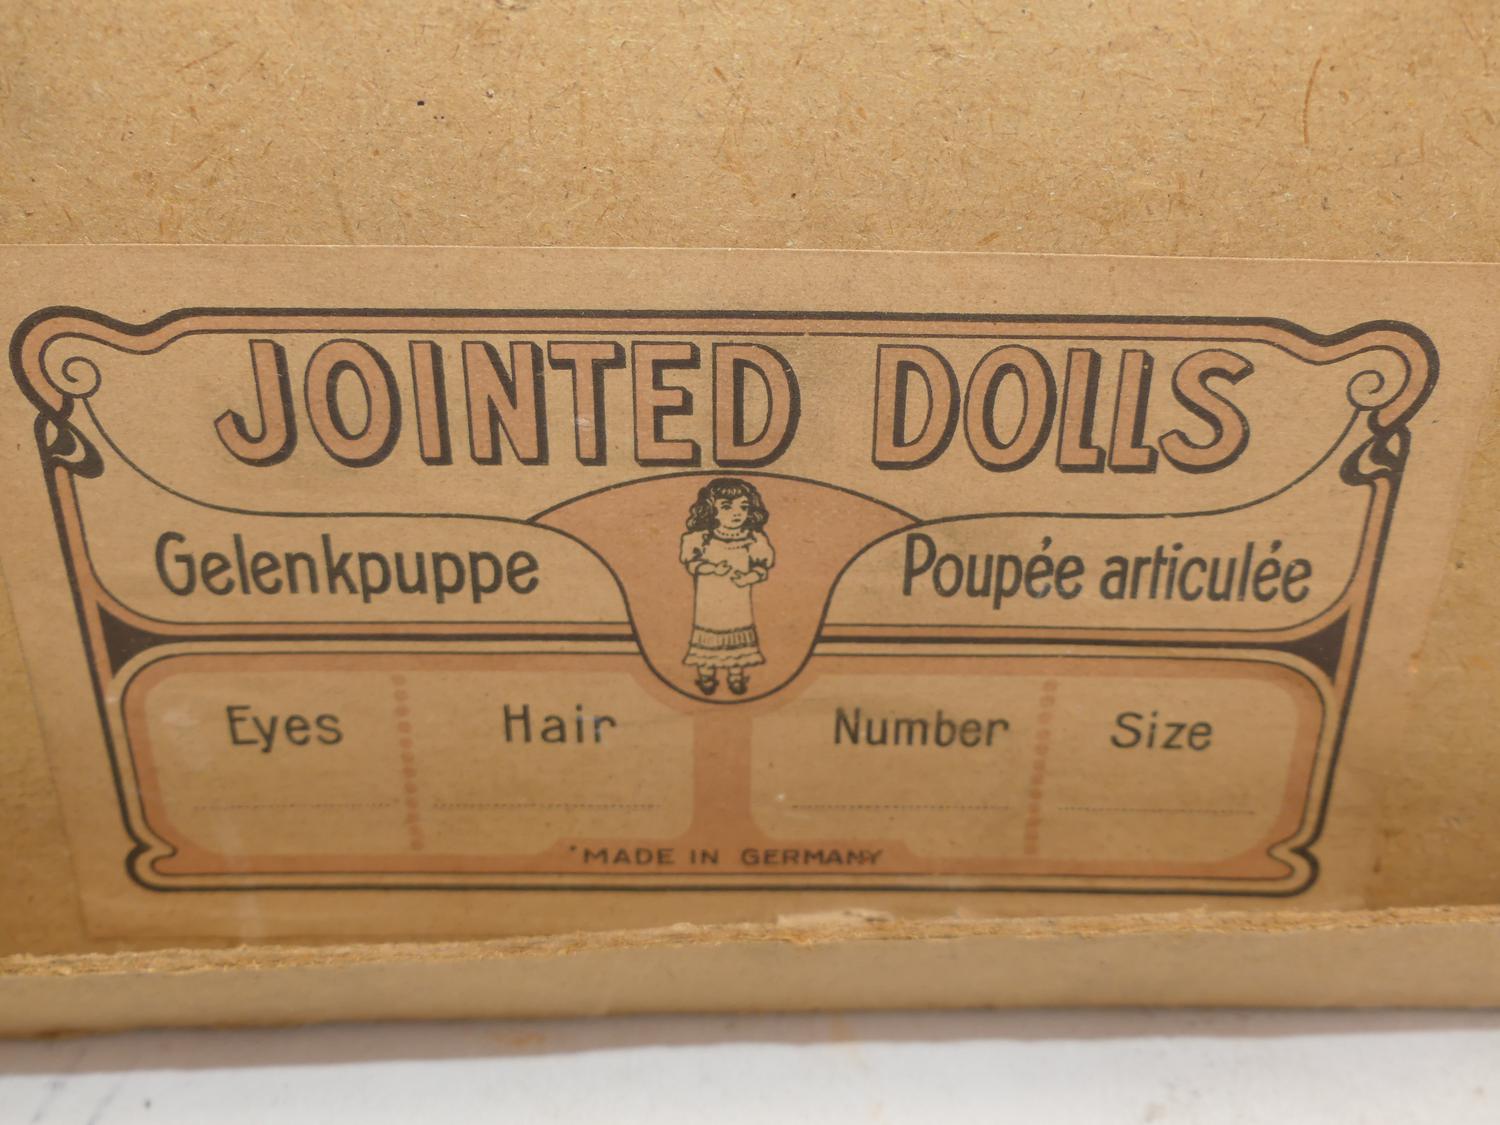 JOINTED DOLLS
Gelenkpuppe
Poupée articulée
Eyes
Hair
Number
Size
MADE IN GERMANY